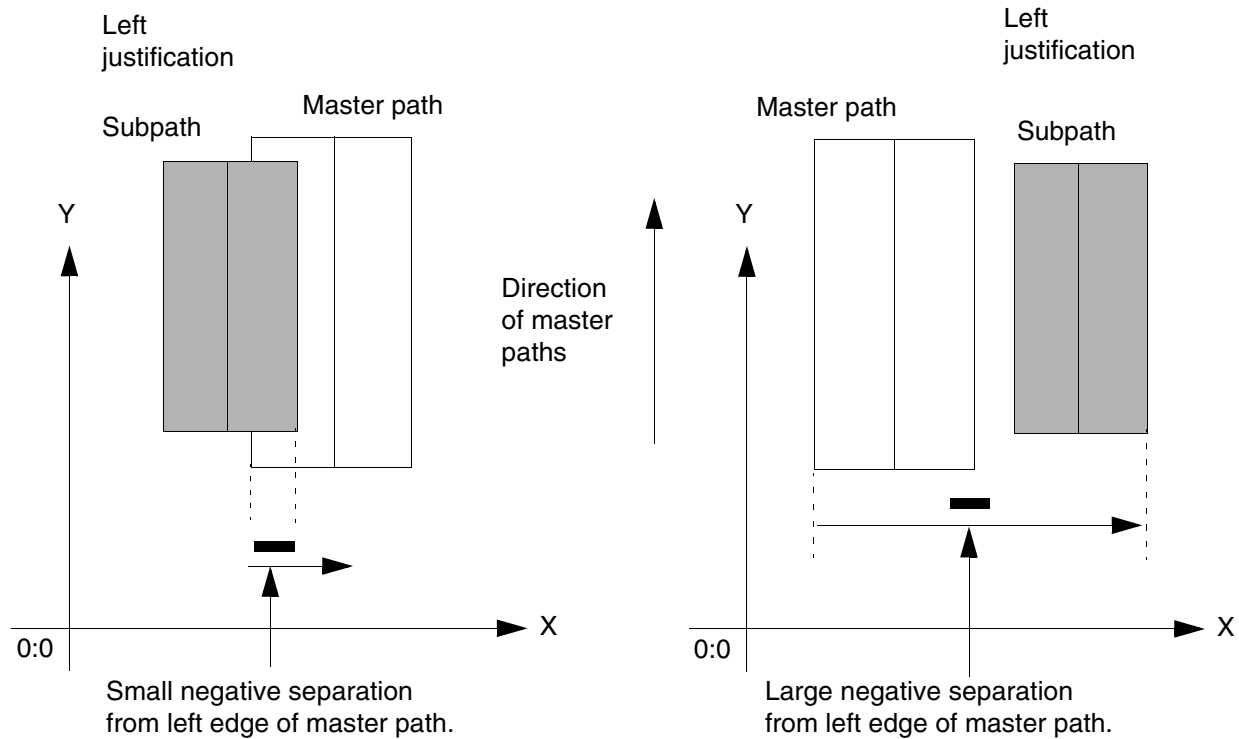 Left
justification
Master path
Subpath
Y
X
0:0
Small negative separation
from left edge of master path.
Direction
of master
paths
Left
justification
Master path
Subpath
Y
X
0:0
Large negative separation
from left edge of master path.